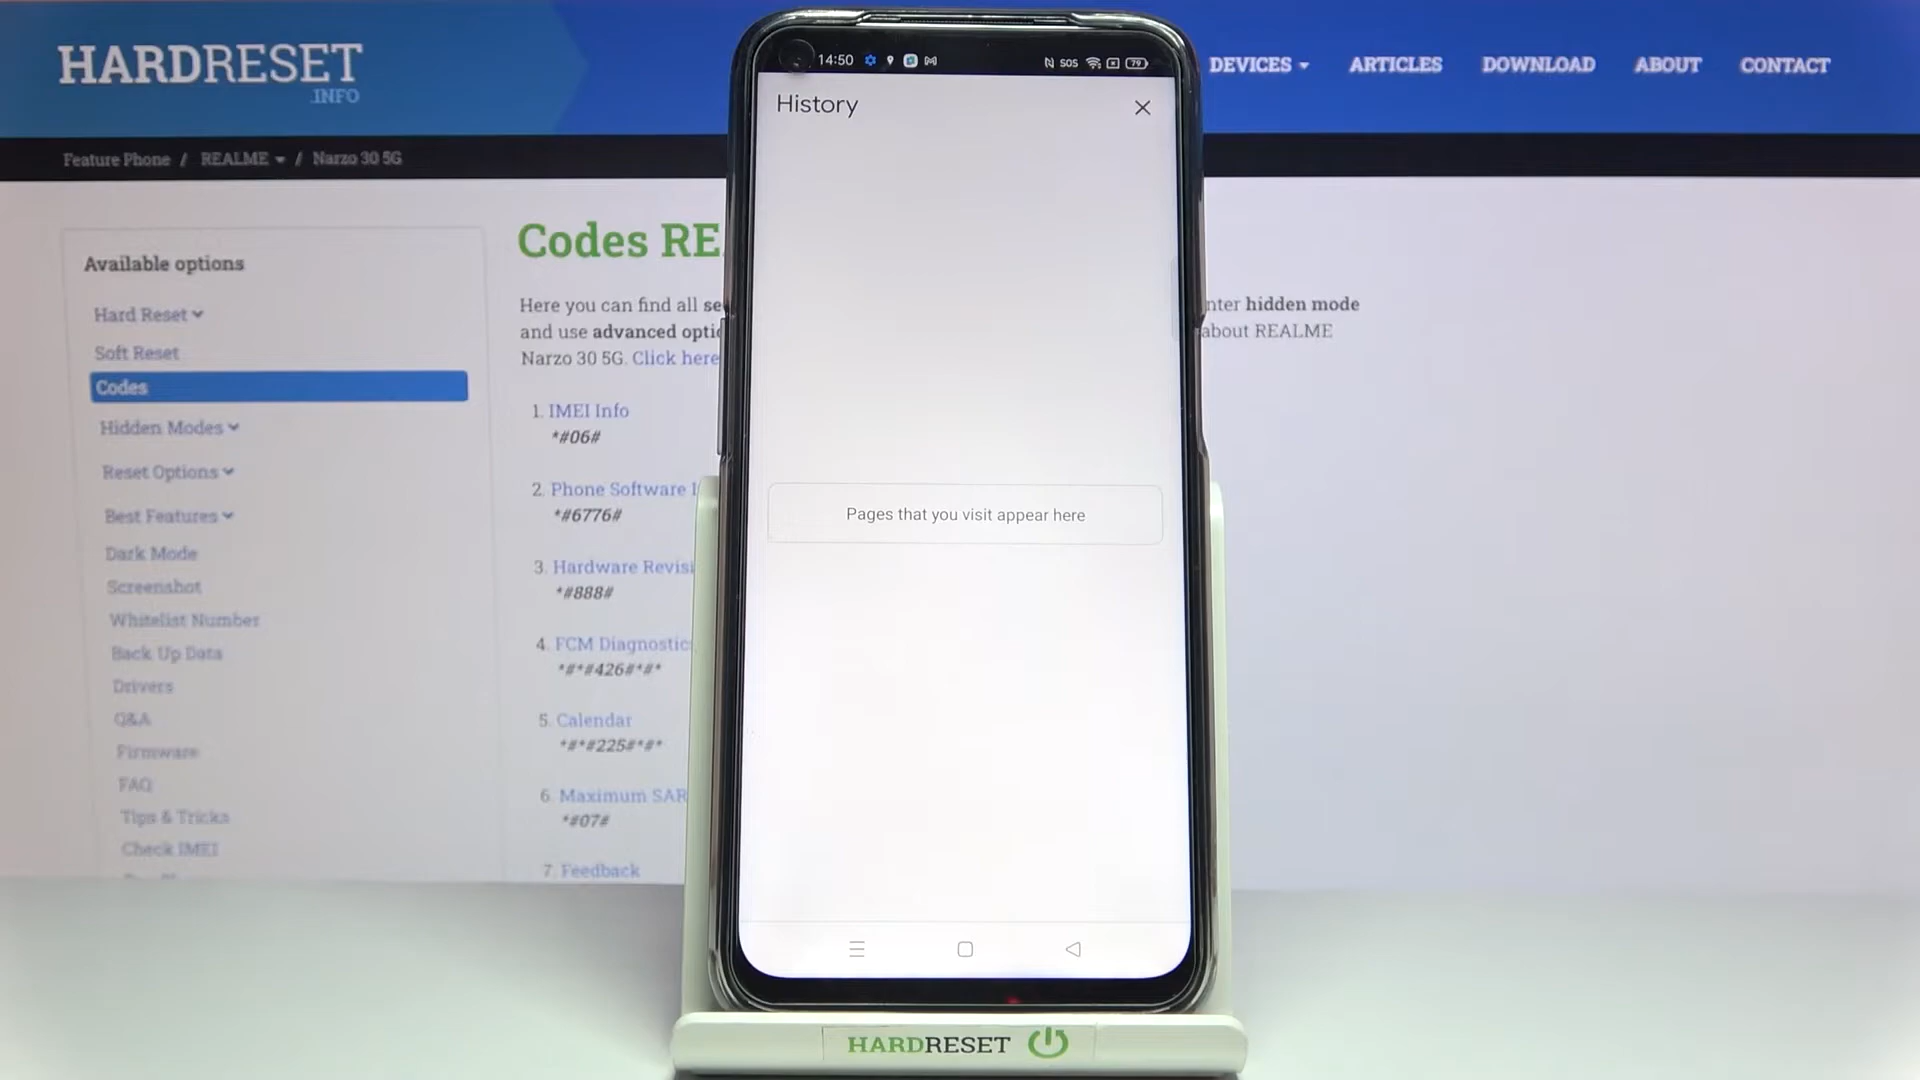 HARDRESET
.INFO
DEVICES
ARTICLES
DOWNLOAD
ABOUT
CONTACT
Feature Phone / REALME / Narzo 30 5G
Available options
Hard Reset
Soft Reset
Codes
Hidden Modes
Reset Options
Best Features
Dark Mode
Screenshot
Whitelist Number
Back Up Data
Drivers
Q&A
Firmware
FAQ
Tips & Tricks
Check IMEI
Codes RE
Here you can find all
and use advanced
Narzo 30 5G. Click here
hidden mode
about REALME
1. IMEI Info
*#06#
2. Phone Software
*#6776#
3. Hardware Revisi
*#888#
4. FCM Diagnostic
*#*#426#*#*
5. Calendar
*#*#225#*#*
6. Maximum SAR
*#07#
7. Feedback
14:50
SOS
79
History
Pages that you visit appear here
HARDRESET